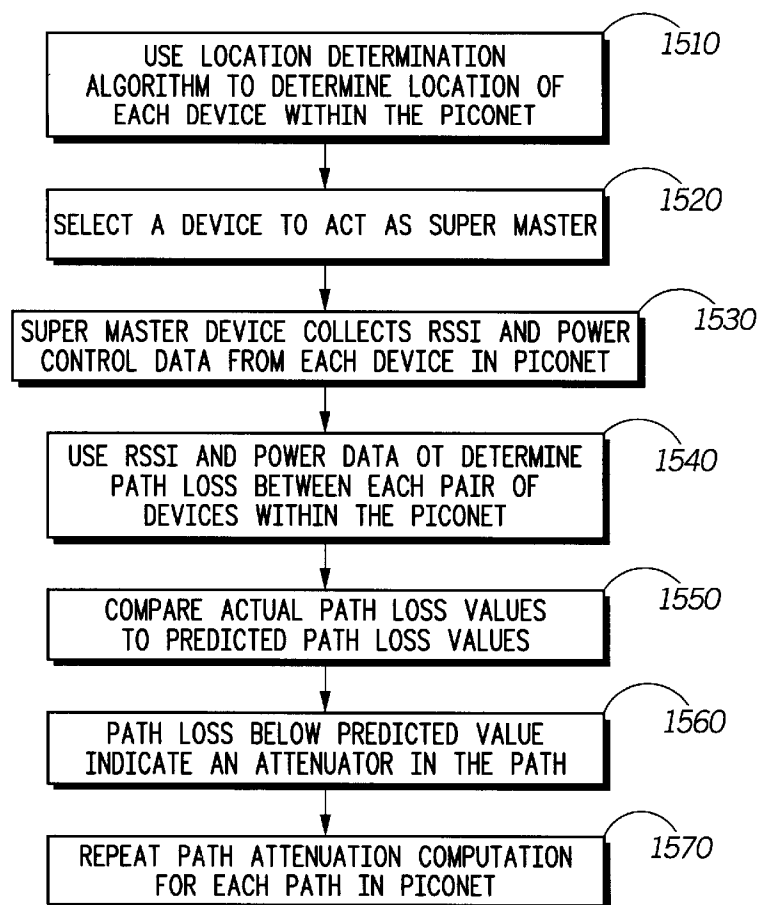 1510
USE LOCATION DETERMINATION
ALGORITHM TO DETERMINE LOCATION OF
EACH DEVICE WITHIN THE PICONET
1520
SELECT A DEVICE TO ACT AS SUPER MASTER
1530
SUPER MASTER DEVICE COLLECTS RSSI AND POWER
CONTROL DATA FROM EACH DEVICE IN PICONET
1540
USE RSSI AND POWER DATA OT DETERMINE
PATH LOSS BETWEEN EACH PAIR OF
DEVICES WITHIN THE PICONET
1550
COMPARE ACTUAL PATH LOSS VALUES
TO PREDICTED PATH LOSS VALUES
1560
PATH LOSS BELOW PREDICTED VALUE
INDICATE AN ATTENUATOR IN THE PATH
1570
REPEAT PATH ATTENUATION COMPUTATION
FOR EACH PATH IN PICONET